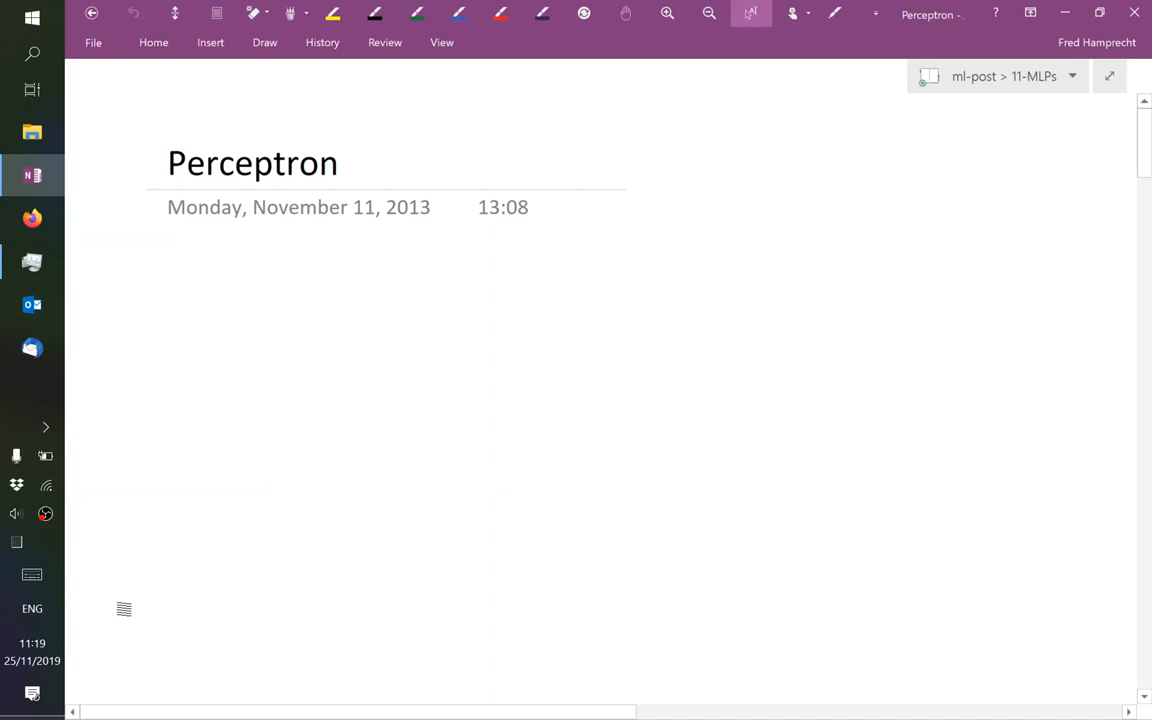 Perceptron -..
File Home Insert Draw History Review View Fred Hamprecht
ml-post > 11-MLPs
Perceptron
Monday, November 11, 2013 13:08
ENG
11:19
25/11/2019